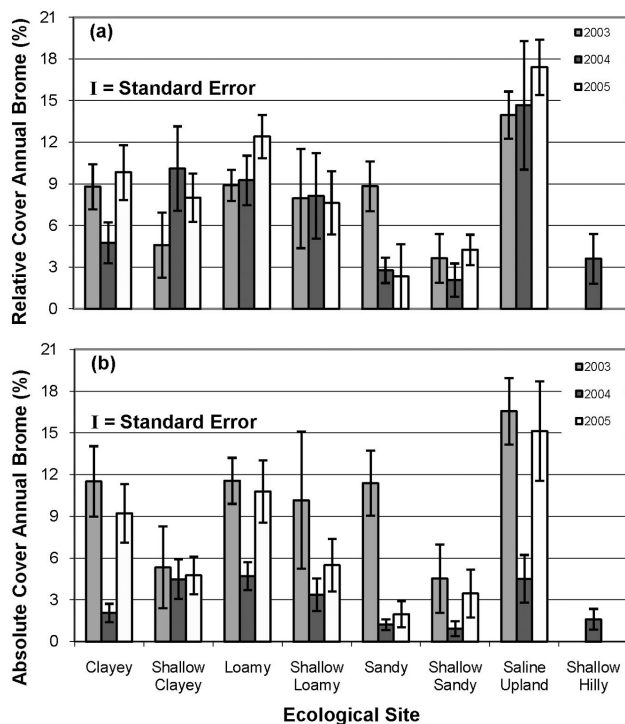 Relative Cover Annual Brome (%)
21
18
15
12
9
6
3
0
(a)
I = Standard Error
2003
2004
2005
Absolute Cover Annual Brome (%)
21
18
15
12
9
6
3
0
(b)
I = Standard Error
2003
2004
2005
Clayey
Shallow
Clayey
Loamy
Shallow
Loamy
Sandy
Shallow
Sandy
Saline
Upland
Shallow
Hilly
Ecological Site